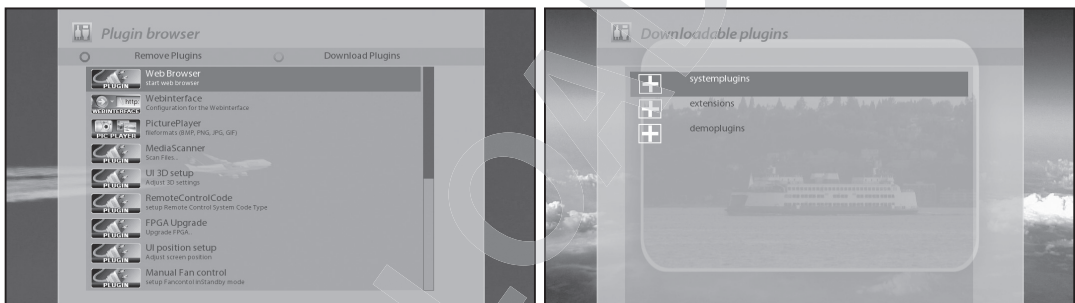 Plugin browser
Remove Plugins Download Plugins
PLUGIN
Web Browser
start web browser
http:
WEBINTERFACE
Webinterface
Configuration for the Webinterface
PIC PLAYER
PicturePlayer
fileformats (BMP, PNG, JPG, GIF)
PLUGIN
MediaScanner
Scan Files...
PLUGIN
UI 3D setup
Adjust 3D settings
PLUGIN
RemoteControlCode
setup Remote Control System Code Type
PLUGIN
FPGA Upgrade
Upgrade FPGA..
PLUGIN
UI position setup
Adjust screen position
PLUGIN
Manual Fan control
setup Fancontol inStandby mode
Downloadable plugins
systemplugins
extensions
demoplugins